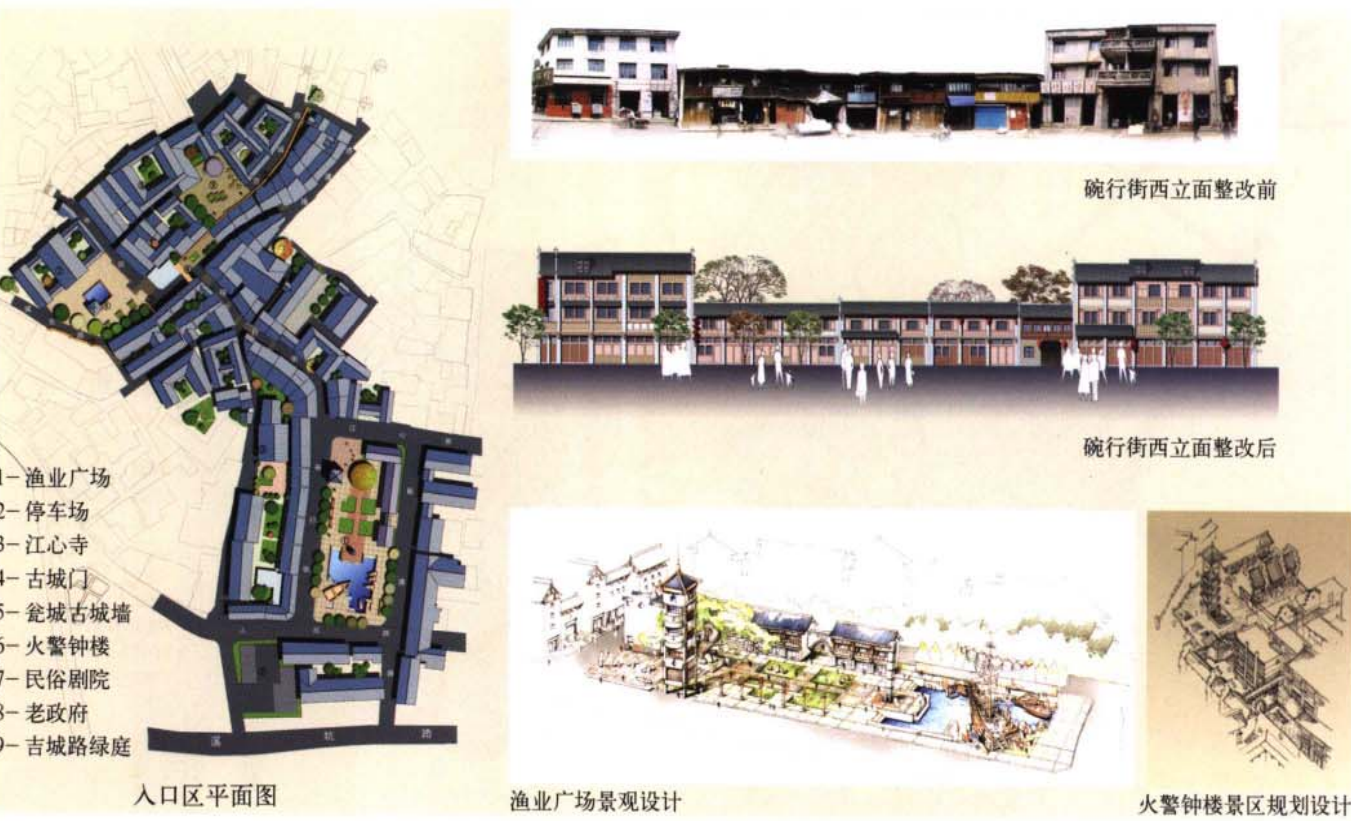 碗行街西立面整改前
碗行街西立面整改后
1-渔业广场
2-停车场
3-江心寺
4-古城门
5-瓮城古城墙
6-火警钟楼
7-民俗剧院
8-老政府
9-吉城路绿庭
入口区平面图
渔业广场景观设计
火警钟楼景区规划设计